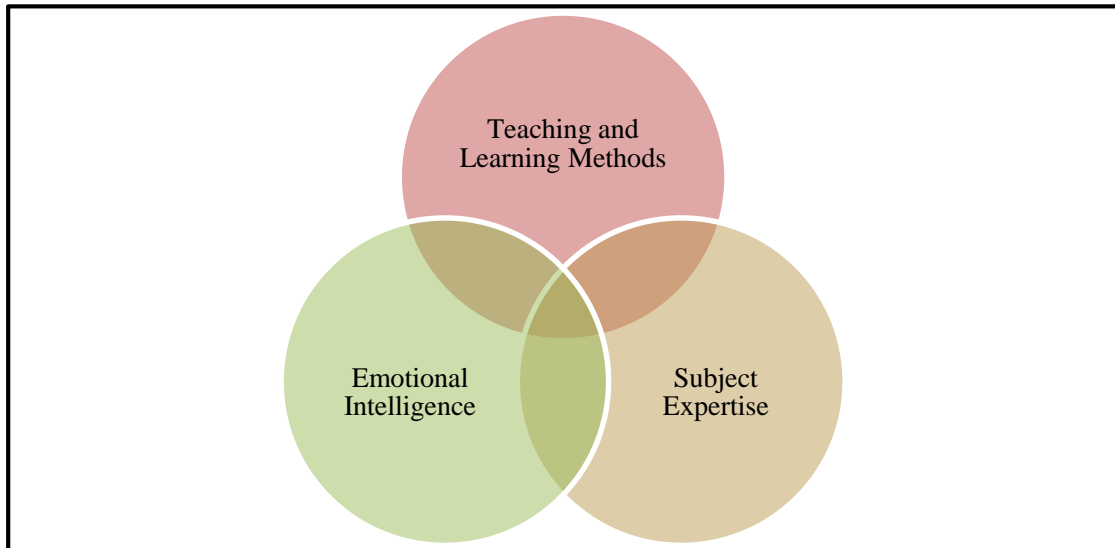 Teaching and
Learning Methods
Emotional
Intelligence
Subject
Expertise